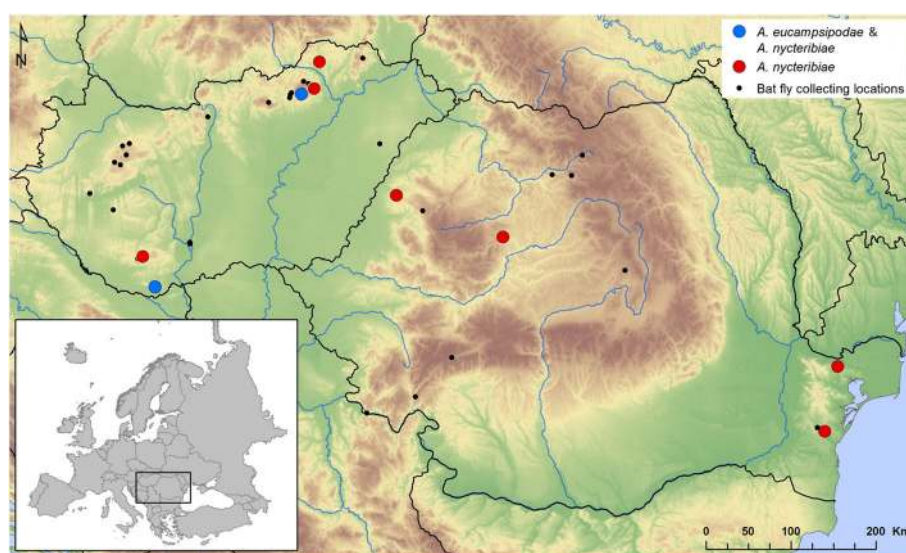 N
A. eucampsipodae &
A. nycteribiae
A. nycteribiae
Bat fly collecting locations
0 50 100 200 Km